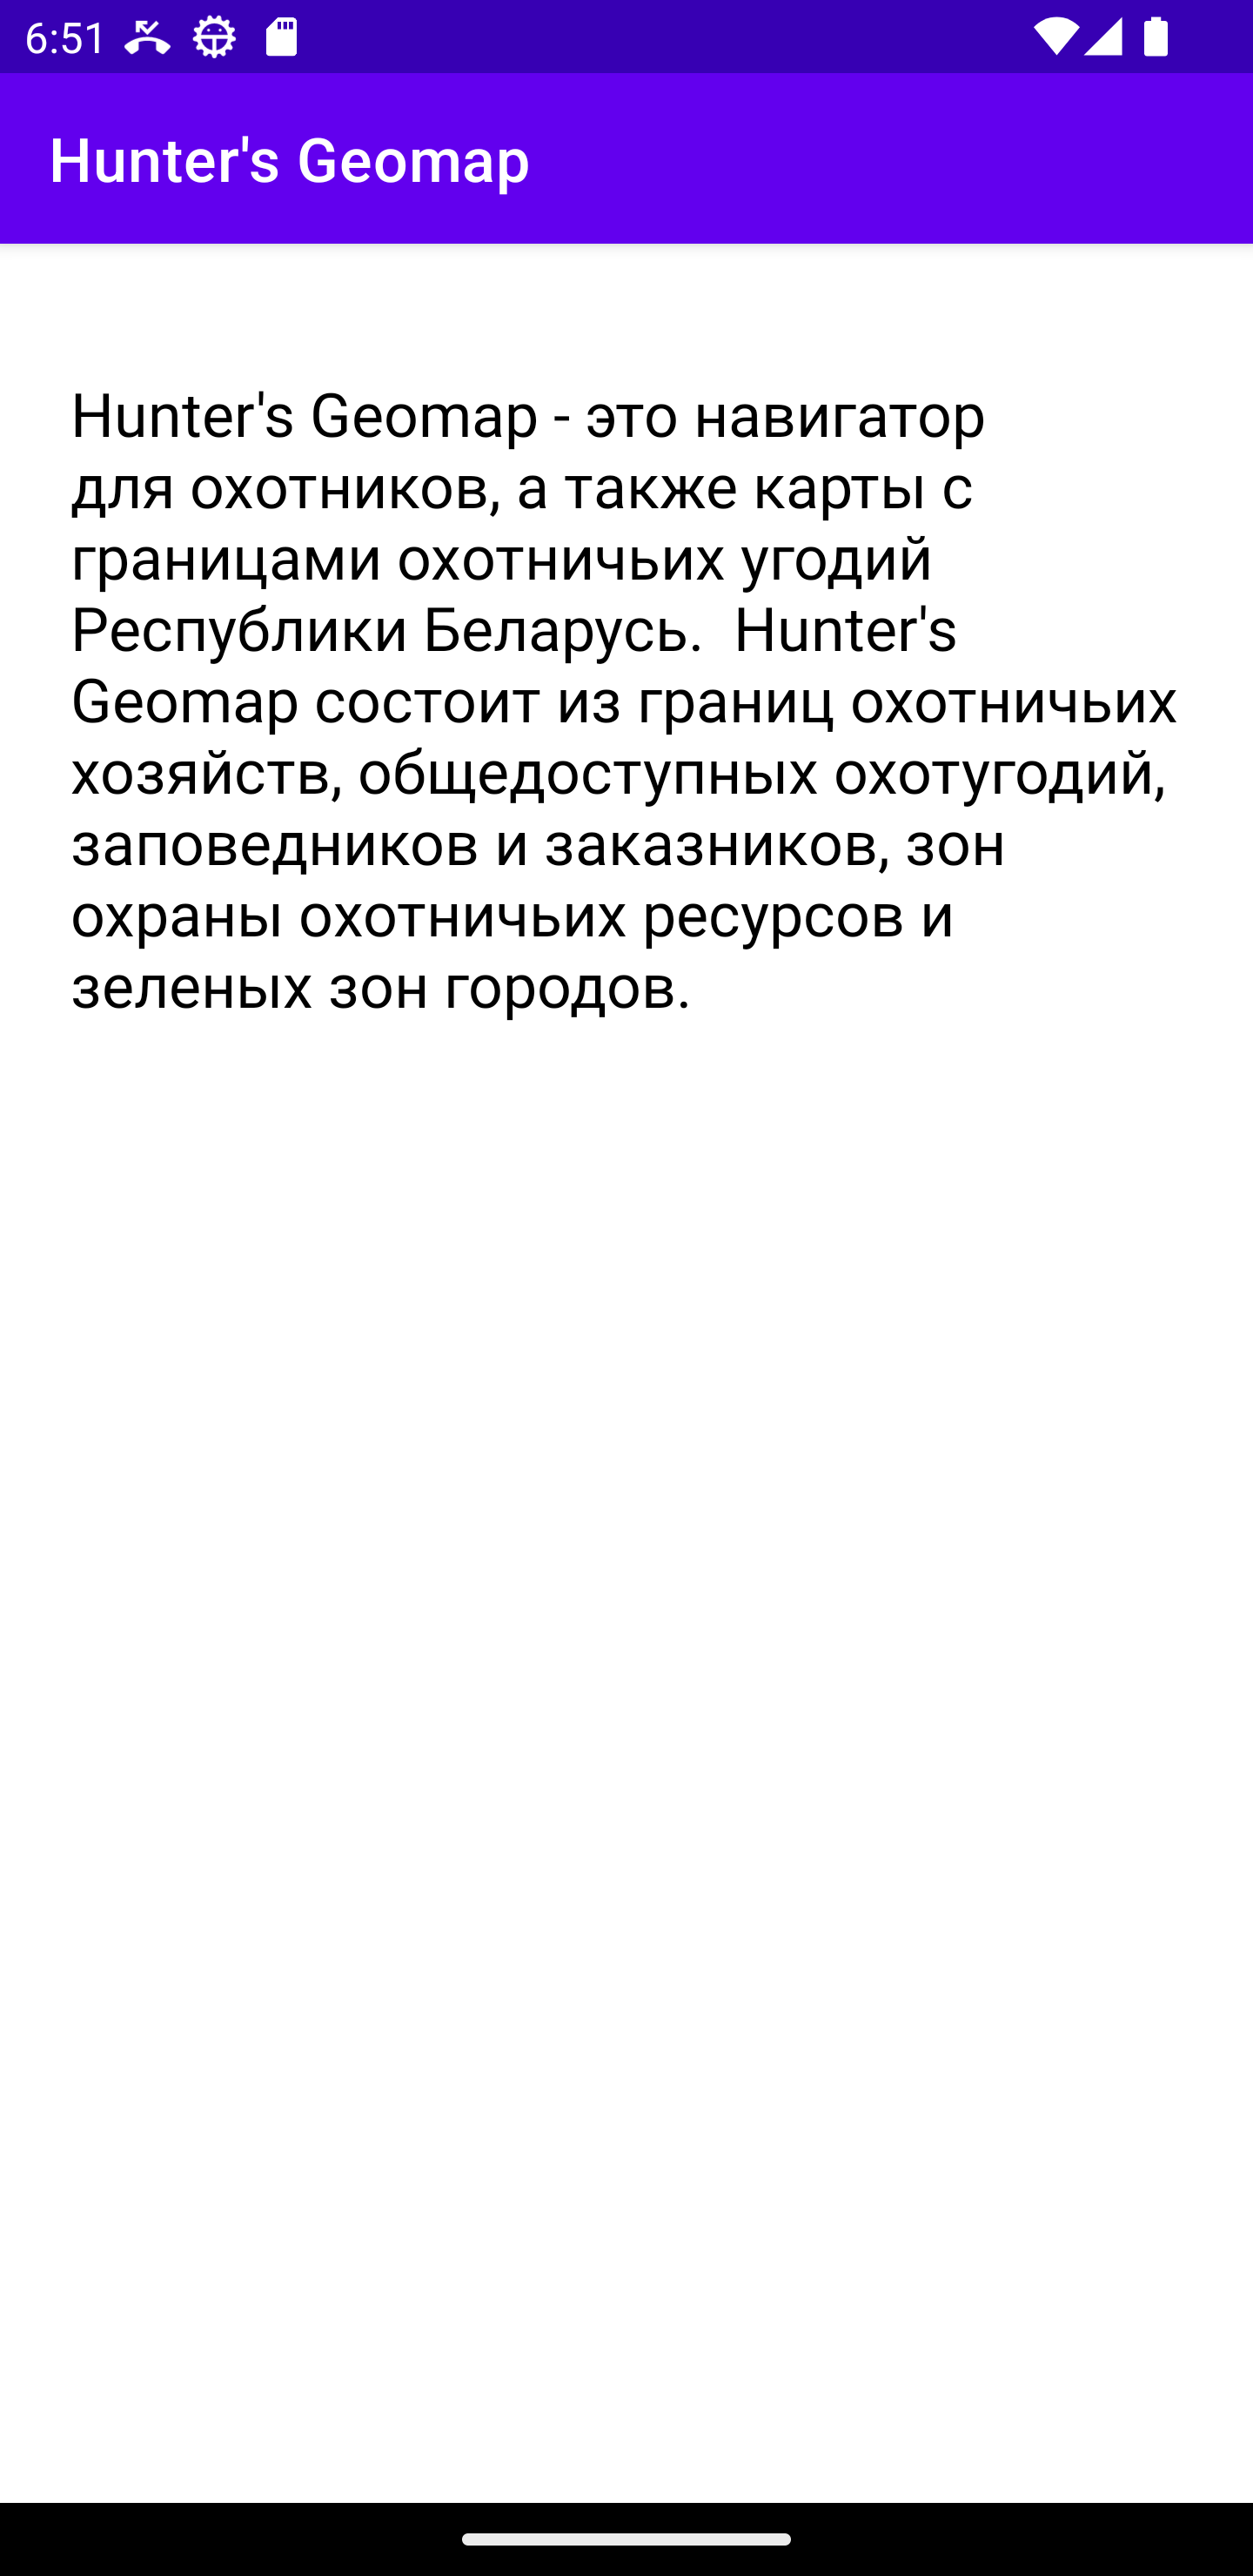 6:51
Hunter's Geomap
Hunter's Geomap - это навигатор
для охотников, а также карты с
границами охотничьих угодий
Республики Беларусь.  Hunter's
Geomap состоит из границ охотничьих
хозяйств, общедоступных охотугодий,
заповедников и заказников, зон
охраны охотничьих ресурсов и
зеленых зон городов.